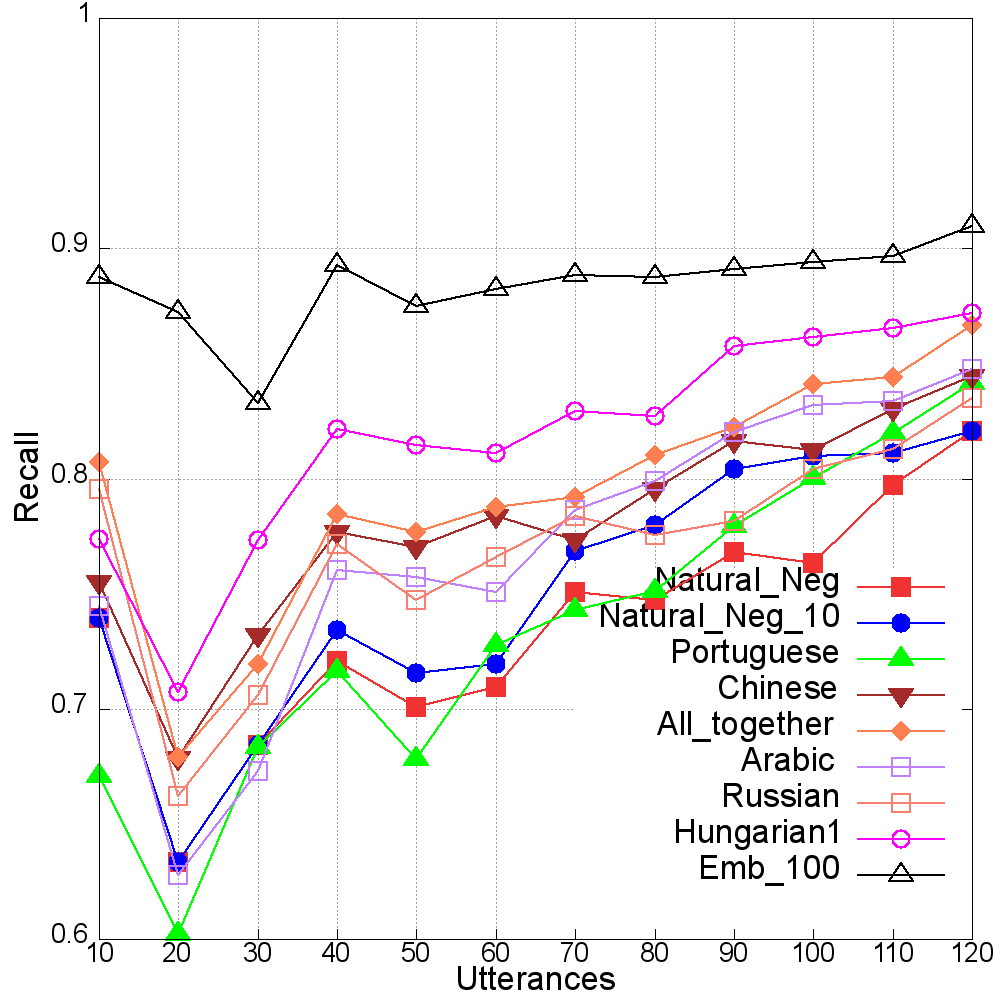 1
0.9
0.8
0.7
0.6
Recall
Natural_Neg
Natural_Neg_10
Portuguese
Chinese
All_together
Arabic
Russian
Hungarian1
Emb_100
10 20 30 40 50 60 70 80 90 100 110 120
Utterances